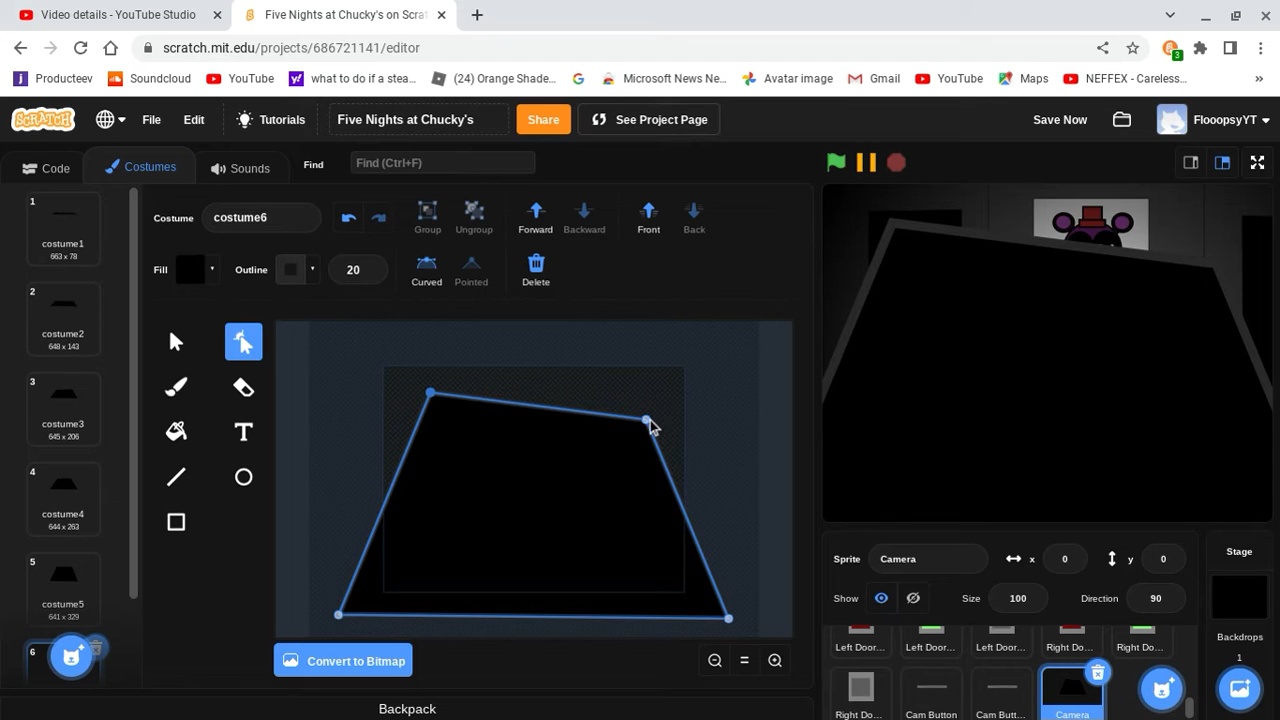 Video details - YouTube Studio
Five Nights at Chucky's on Scrat
scratch.mit.edu/projects/686721141/editor
3
Producteev
Soundcloud
YouTube
what to do if a stea...
(24) Orange Shade...
Microsoft News Ne...
Avatar image
Gmail
YouTube
Maps
NEFFEX - Careless...
»
SCRATCH
File
Edit
Tutorials
Five Nights at Chucky's
Share
See Project Page
Save Now
FlooopsyYT
Code
Costumes
Sounds
Find
Find (Ctrl+F)
Costume
costume6
Group
Ungroup
Forward
Backward
Front
Back
Fill
Outline
20
Curved
Pointed
Delete
1
costume1
663 x 78
2
costume2
648 x 143
3
costume3
645 x 206
4
costume4
644 x 263
5
costume5
641 x 329
6
T
Convert to Bitmap
Backpack
Sprite
Camera
x
0
y
0
Show
Size
100
Direction
90
Stage
Backdrops
1
Left Door...
Left Door...
Left Door...
Right Do...
Right Do...
Right Do...
Cam Button
Cam Butt...
Camera